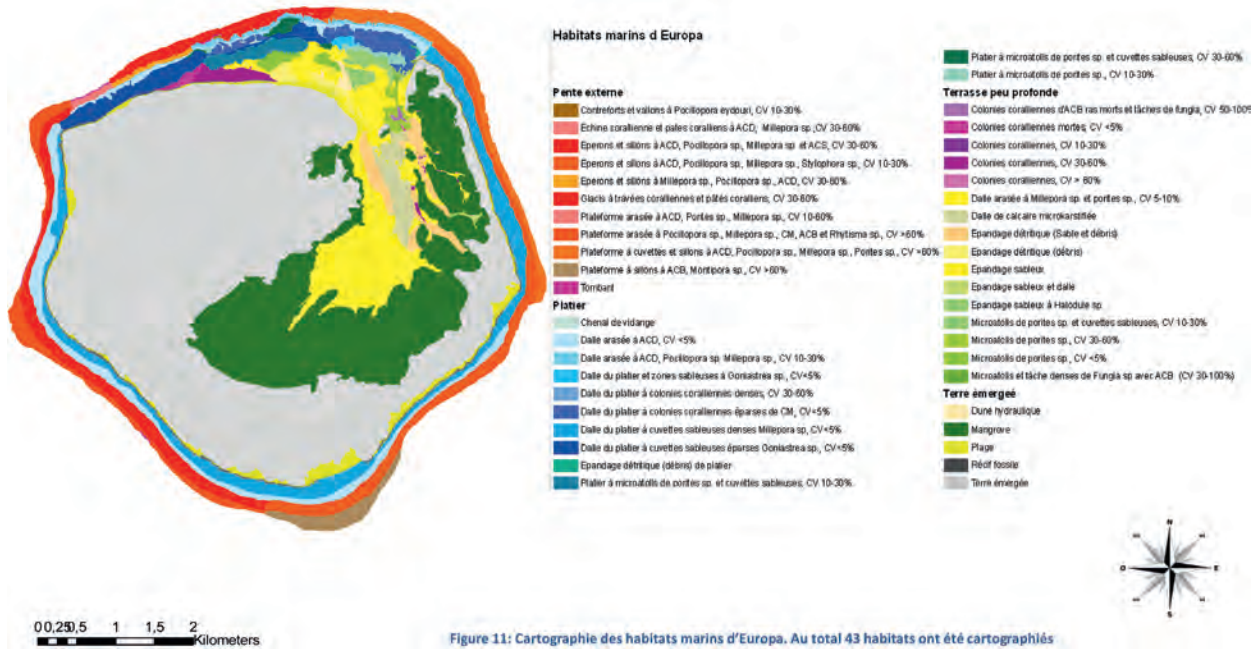 Habitats marins d Europa
Pente externe
Contreforts et vallons à Pocillopora eydouri, CV 10-30%
Echine corallienne et pates coralliens à ACD, Millepora sp.,CV 30-60%
Eperons et sillons à ACD, Pocillopora sp., Millepora sp. et ACS, CV 30-60%
Eperons et sillons à ACD, Pocillopora sp., Millepora sp., Stylophora sp., CV 10-30%
Eperons et sillons à Millepora sp., Pocillopora sp., ACD, CV 30-60%
Glacis à travées coralliennes et pâtés coralliens, CV 30-60%
Plateforme arasée à ACD, Porites sp., Millepora sp., CV 10-60%
Plateforme arasée à Pocillopora sp., Millepora sp., CM, ACB et Rhytisma sp., CV >60%
Plateforme à cuvettes et sillons à ACD, Pocillopora sp., Millepora sp., Porites sp., CV >60%
Plateforme à sillons à ACB, Montipora sp., CV >60%
Tombant
Platier
Chenal de vidange
Dalle arasée à ACD, CV <5%
Dalle arasée à ACD, Pocillopora sp. Millepora sp., CV 10-30%
Dalle du platier et zones sableuses à Goniastrea sp., CV<5%
Dalle du platier à colonies coralliennes denses, CV 30-60%
Dalle du platier à colonies coralliennes éparses de CM, CV<5%
Dalle du platier à cuvettes sableuses denses Millepora sp., CV<5%
Dalle du platier à cuvettes sableuses éparses Goniastrea sp., CV<5%
Epandage détritique (débris) de platier
Platier à microatolls de porites sp. et cuvettes sableuses, CV 10-30%
Platier à microatolls de porites sp. et cuvettes sableuses, CV 30-60%
Platier à microatolls de porites sp., CV 10-30%
Terrasse peu profonde
Colonies coralliennes d'ACB ras morts et tâches de fungia, CV 50-100%
Colonies coralliennes mortes, CV <5%
Colonies coralliennes, CV 10-30%
Colonies coralliennes, CV 30-60%
Colonies coralliennes, CV > 60%
Dalle arasée à Millepora sp. et porites sp., CV 5-10%
Dalle de calcaire microkarstifiée
Epandage détritique (Sable et débris)
Epandage détritique (débris)
Epandage sableux
Epandage sableux et dalle
Epandage sableux à Halodule sp
Microatolls de porites sp. et cuvettes sableuses, CV 10-30%
Microatolls de porites sp., CV 30-60%
Microatolls de porites sp., CV <5%
Microatolls et tâche denses de Fungia sp avec ACB (CV 30-100%)
Terre émergée
Dune hydraulique
Mangrove
Plage
Récif fossile
Terre émergée
N
O E
S
0 0,25 0,5 1 1,5 2
Kilometers
Figure 11: Cartographie des habitats marins d'Europa. Au total 43 habitats ont été cartographiés